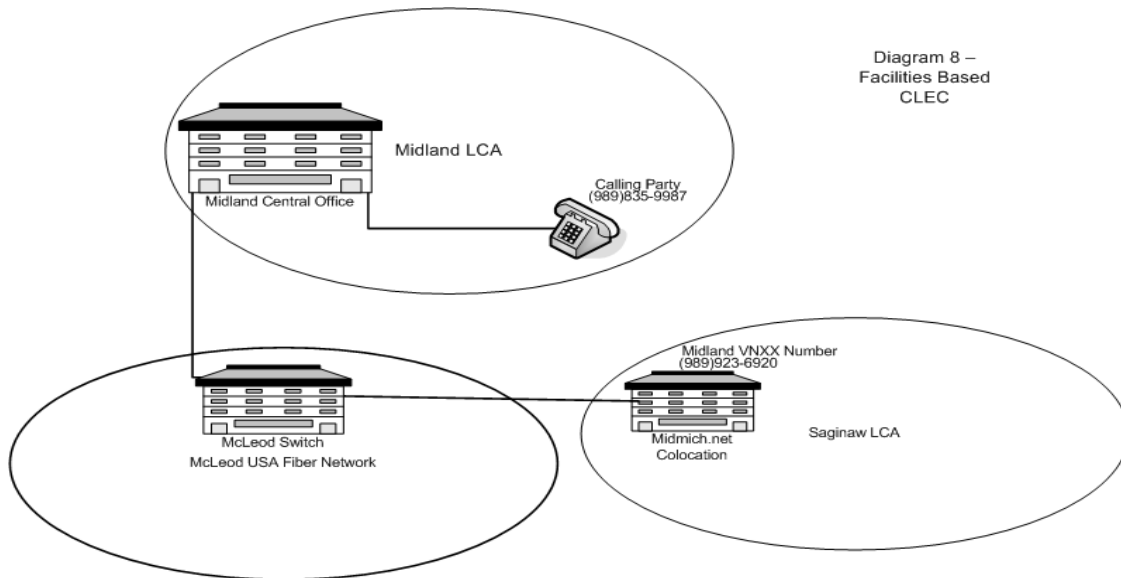 Diagram 8 –
Facilities Based
CLEC
Midland LCA
Midland Central Office
Calling Party
(989)835-9987
Midland VNXX Number
(989)923-6920
Midmich.net
Colocation
Saginaw LCA
McLeod Switch
McLeod USA Fiber Network